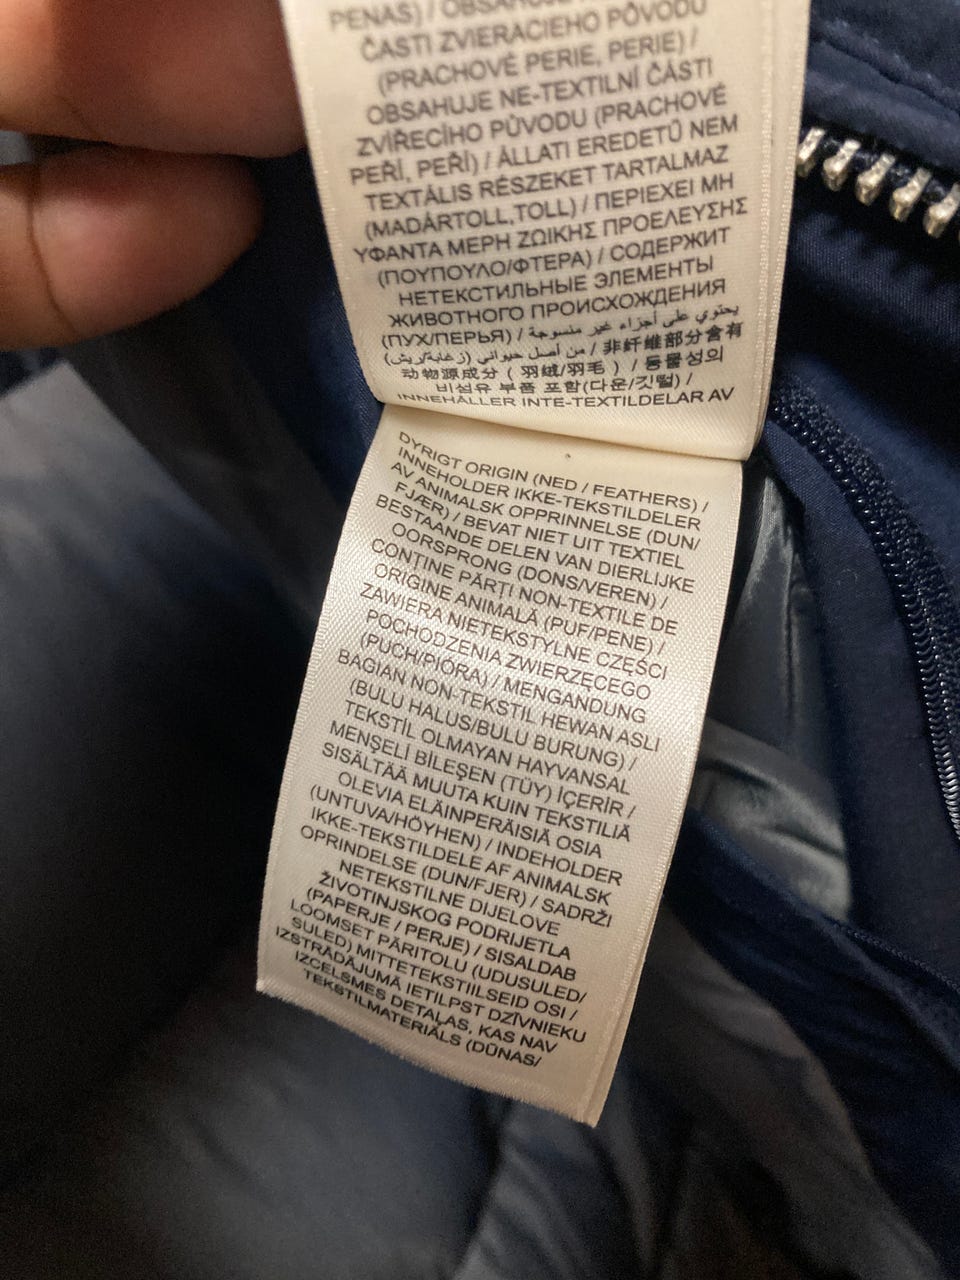 PENAS) / OBSAHUJE
ČASTI ZVIERACIEHO PÔVODU
(PRACHOVÉ PERIE, PERIE) /
OBSAHUJE NE-TEXTILNÍ ČÁSTI
ZVÍŘECÍHO PŮVODU (PRACHOVÉ
PEŘÍ, PEŘÍ) / ÁLLATI EREDETŰ NEM
TEXTÁLIS RÉSZEKET TARTALMAZ
(MADÁRTOLL,TOLL) / ΠΕΡΙΕΧΕΙ ΜΗ
ΥΦΑΝΤΑ ΜΕΡΗ ΖΩΙΚΗΣ ΠΡΟΕΛΕΥΣΗΣ
(ΠΟΥΠΟΥΛΟ/ΦΤΕΡΑ) / СОДЕРЖИТ
НЕТЕКСТИЛЬНЫЕ ЭЛЕМЕНТЫ
ЖИВОТНОГО ПРОИСХОЖДЕНИЯ
(ПУХ/ПЕРЬЯ) / يحتوي على أجزاء غير منسوجة
من أصل حيواني (زغابة/ريش) / 非纤维部分含有
动物源成分 ( 羽绒/羽毛 ) / 동물성의
비섬유 부품 포함(다운/깃털) /
INNEHÅLLER INTE-TEXTILDELAR AV
DYRIGT ORIGIN (NED / FEATHERS) /
INNEHOLDER IKKE-TEKSTILDELER
AV ANIMALSK OPPRINNELSE (DUN/
FJÆR) / BEVAT NIET UIT TEXTIEL
BESTAANDE DELEN VAN DIERLIJKE
OORSPRONG (DONS/VEREN) /
CONȚINE PĂRȚI NON-TEXTILE DE
ORIGINE ANIMALĂ (PUF/PENE) /
ZAWIERA NIETEKSTYLNE CZĘŚCI
POCHODZENIA ZWIERZĘCEGO
(PUCH/PIÓRA) / MENGANDUNG
BAGIAN NON-TEKSTIL HEWAN ASLI
(BULU HALUS/BULU BURUNG) /
TEKSTİL OLMAYAN HAYVANSAL
MENŞELİ BİLEŞEN (TÜY) İÇERİR /
SISÄLTÄÄ MUUTA KUIN TEKSTIILIÄ
OLEVIA ELÄINPERÄISIÄ OSIA
(UNTUVA/HÖYHEN) / INDEHOLDER
IKKE-TEKSTILDELE AF ANIMALSK
OPRINDELSE (DUN/FJER) / SADRŽI
NETEKSTILNE DIJELOVE
ŽIVOTINJSKOG PODRIJETLA
(PAPERJE / PERJE) / SISALDAB
LOOMSET PÄRITOLU (UDUSULED/
SULED) MITTETEKSTIILSEID OSI /
IZSTRĀDĀJUMĀ IETILPST DZĪVNIEKU
IZCELSMES DETAĻAS, KAS NAV
TEKSTILMATERIĀLS (DŪNAS/